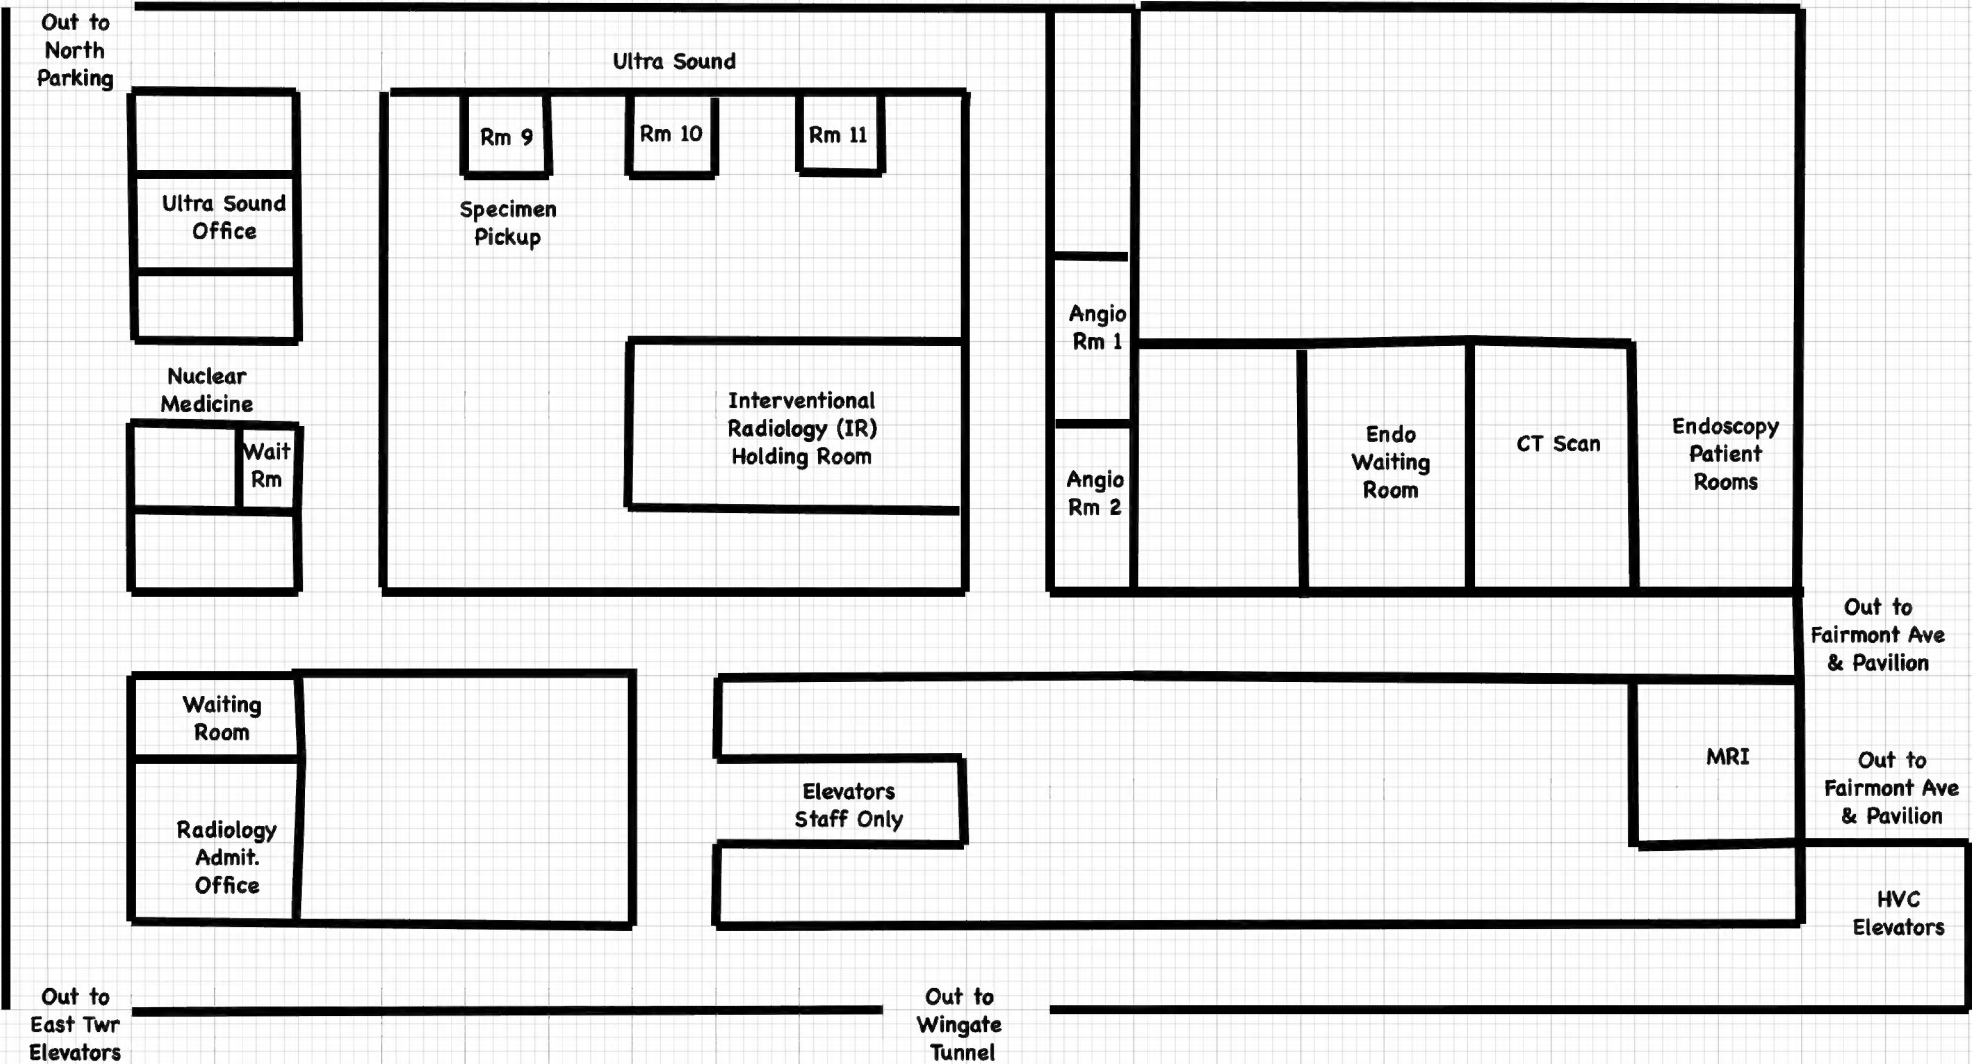 Out to
North
Parking
Ultra Sound
Rm 9
Rm 10
Rm 11
Ultra Sound
Office
Specimen
Pickup
Angio
Rm 1
Nuclear
Medicine
Wait
Rm
Interventional
Radiology (IR)
Holding Room
Angio
Rm 2
Endo
Waiting
Room
CT Scan
Endoscopy
Patient
Rooms
Out to
Fairmont Ave
& Pavilion
Waiting
Room
Radiology
Admit.
Office
Elevators
Staff Only
MRI
Out to
Fairmont Ave
& Pavilion
HVC
Elevators
Out to
East Twr
Elevators
Out to
Wingate
Tunnel